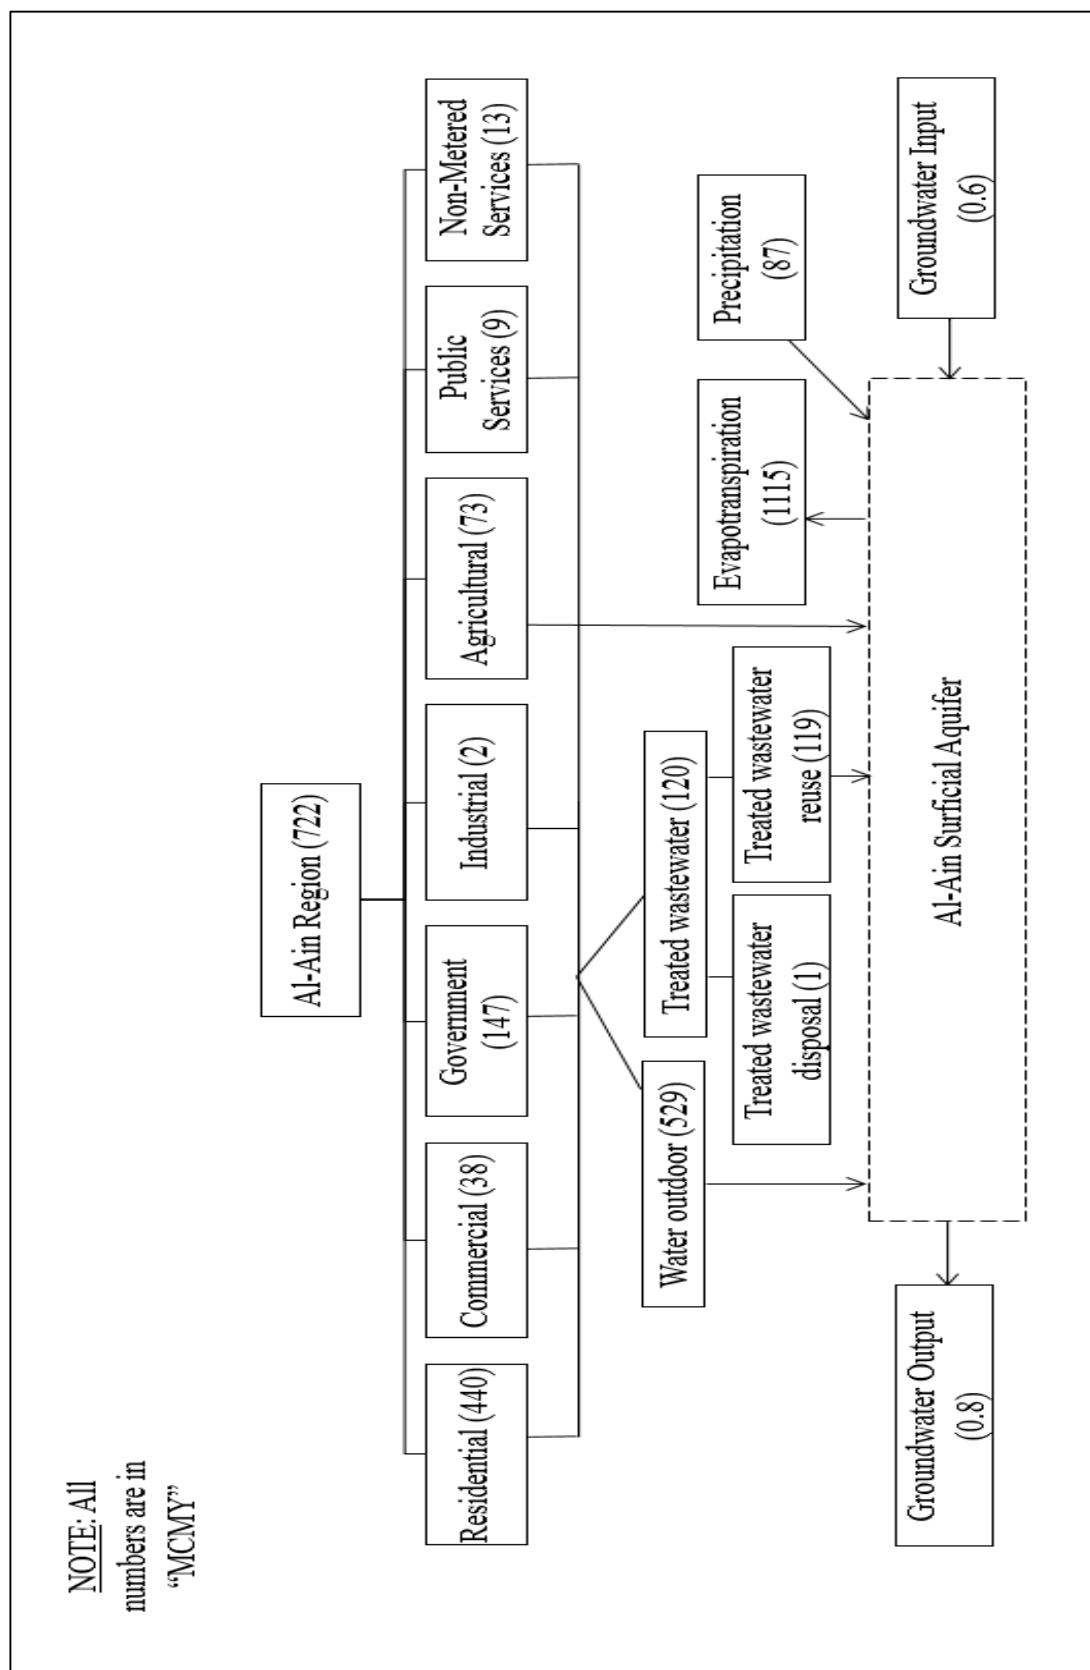 NOTE: All
numbers are in
“MCMY”
Al-Ain Region (722)
Residential (440)
Commercial (38)
Government
(147)
Industrial (2)
Agricultural (73)
Public
Services (9)
Non-Metered
Services (13)
Water outdoor (529)
Treated wastewater (120)
Treated wastewater
disposal (1)
Treated wastewater
reuse (119)
Evapotranspiration
(1115)
Precipitation
(87)
Groundwater Output
(0.8)
Al-Ain Surficial Aquifer
Groundwater Input
(0.6)